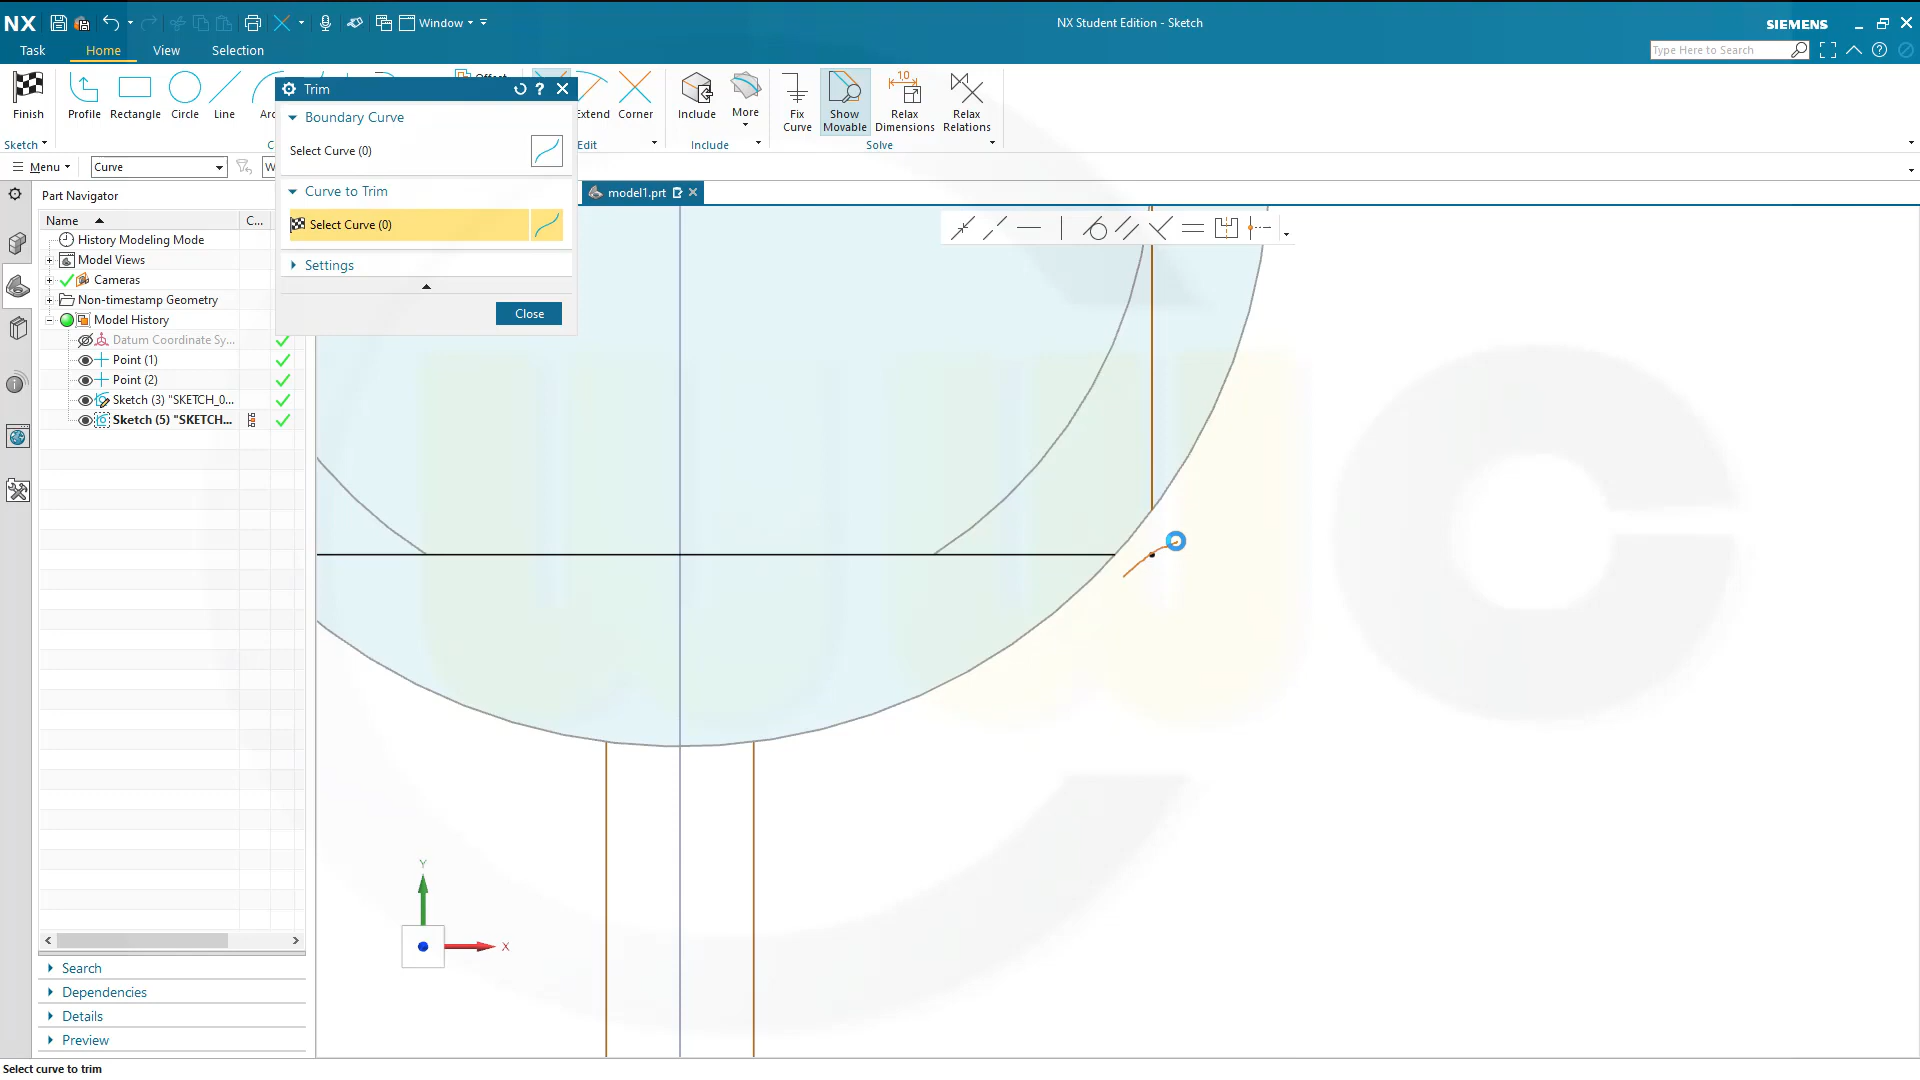 NX Window NX Student Edition - Sketch SIEMENS
Task Home View Selection Type Here to Search
Finish Profile Rectangle Circle Line Trim Extend Corner Include More Fix Curve Show Movable Relax Dimensions Relax Relations
Sketch Edit Include Solve
Boundary Curve
Select Curve (0)
Menu Curve
Curve to Trim
Part Navigator model1.prt
Name C...
Select Curve (0)
History Modeling Mode
Model Views
Settings
Cameras
Non-timestamp Geometry
Model History Close
Datum Coordinate Sy...
Point (1)
Point (2)
Sketch (3) "SKETCH_0...
Sketch (5) "SKETCH...
1,0
Y
X
Search
Dependencies
Details
Preview
Select curve to trim